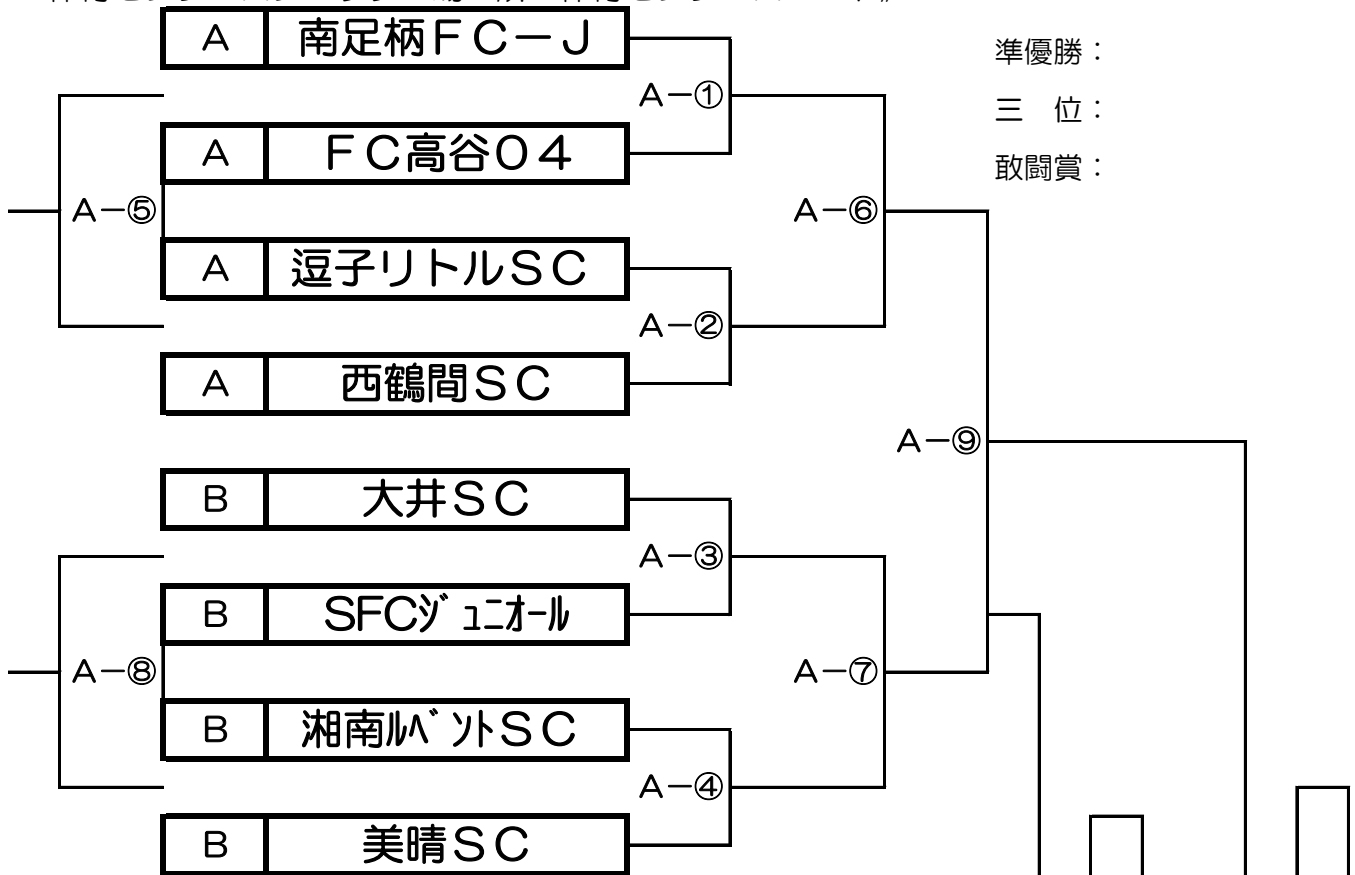 A 南足柄ＦＣ－Ｊ
準優勝：
A－①
三　位：
A ＦＣ高谷０４
敢闘賞：
A－⑤
A－⑥
A 逗子リトルＳＣ
A－②
A 西鶴間ＳＣ
A－⑨
B 大井ＳＣ
A－③
B SFCｼﾞｭﾆｵｰﾙ
A－⑧
A－⑦
B 湘南ﾙﾍﾞﾝﾄＳＣ
A－④
B 美晴ＳＣ